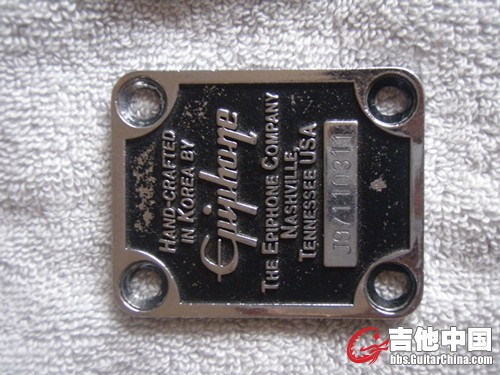 HAND-CRAFTED
IN KOREA BY
Epiphone
THE EPIPHONE COMPANY
NASHVILLE,
TENNESSEE USA
吉他中国
bbs.GuitarChina.com